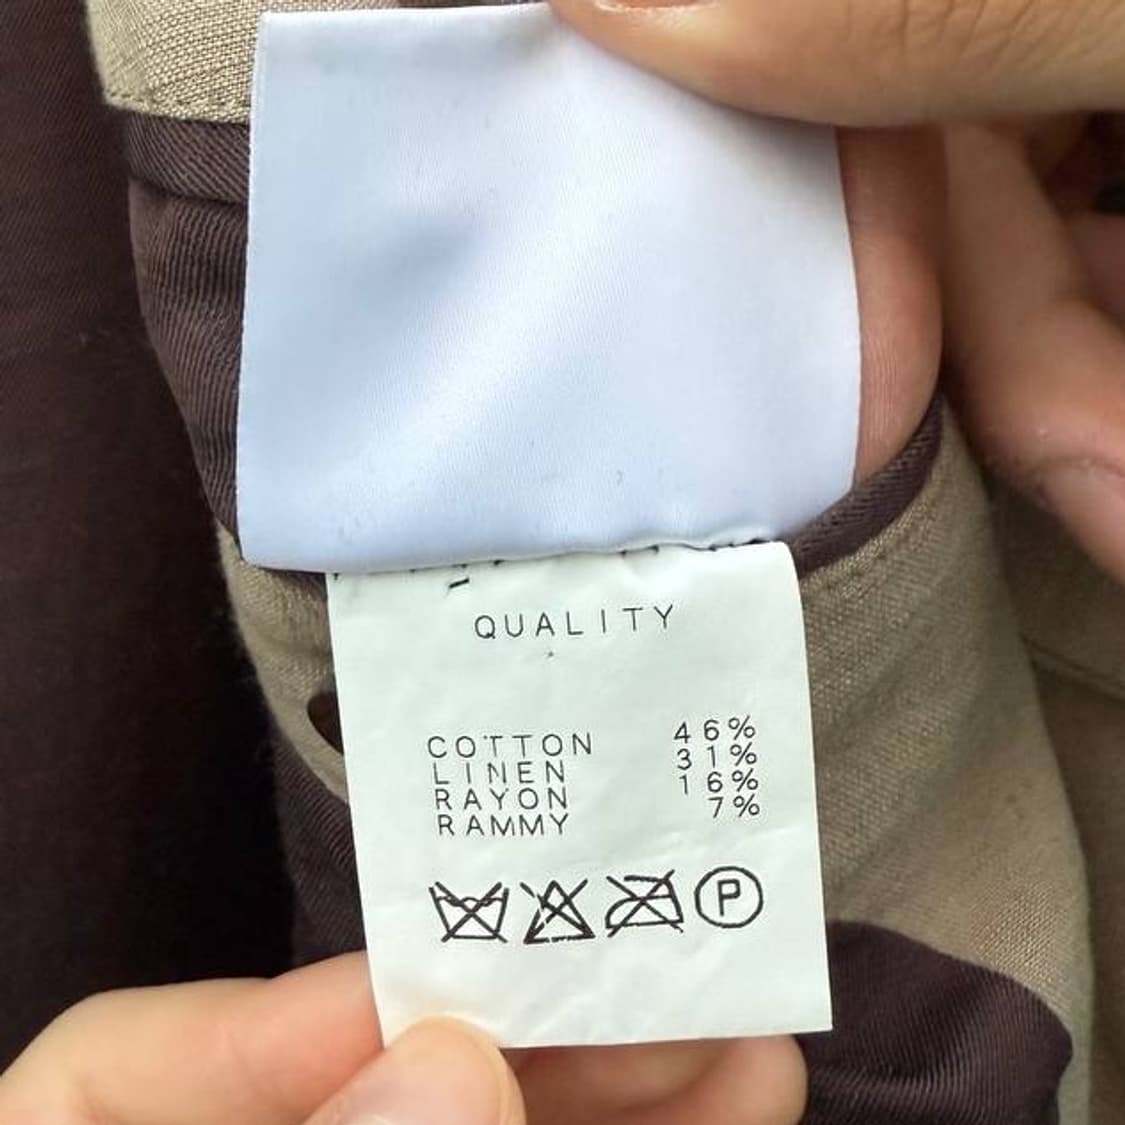 QUALITY
COTTON 46%
LINEN 31%
RAYON 16%
RAMMY 7%
P